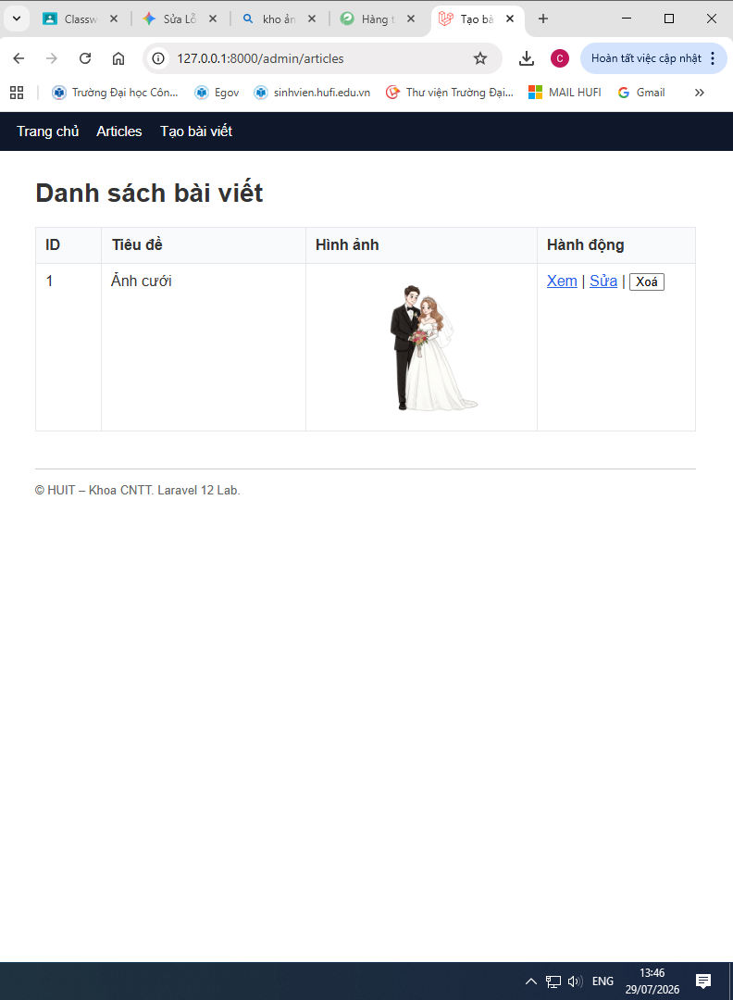 Classw
Sửa Lỗ
kho ản
Hàng t
Tạo bà
127.0.0.1:8000/admin/articles
C
Hoàn tất việc cập nhật
Trường Đại học Côn...
Egov
sinhvien.hufi.edu.vn
Thư viện Trường Đại...
MAIL HUFI
Gmail
Trang chủ Articles Tạo bài viết
Danh sách bài viết
ID Tiêu đề Hình ảnh Hành động
1 Ảnh cưới Xem | Sửa | Xoá
© HUIT – Khoa CNTT. Laravel 12 Lab.
ENG
13:46
29/07/2026